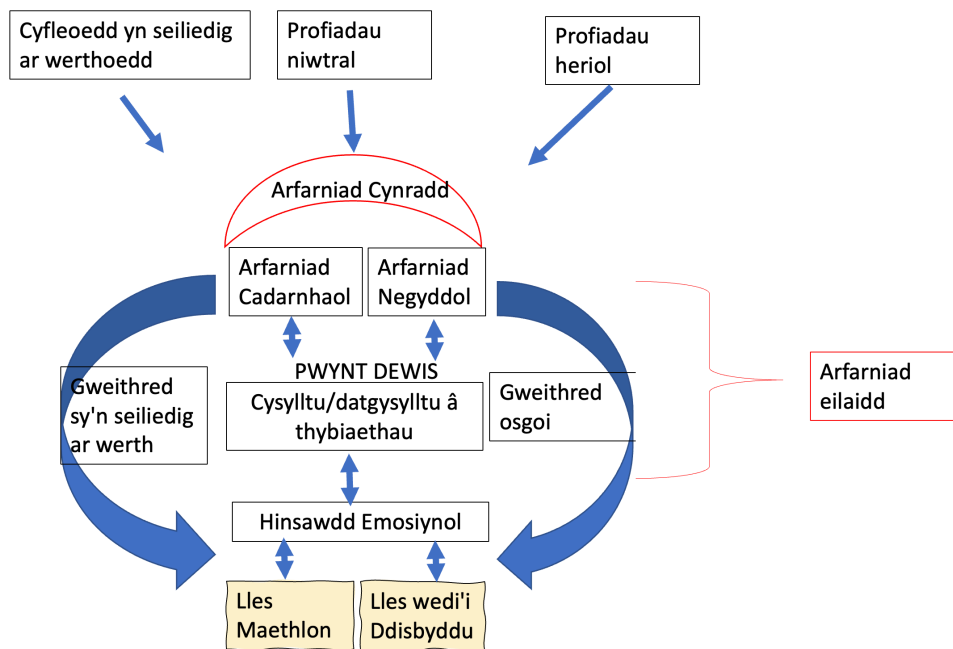 Cyfleoedd yn seiliedig
ar werthoedd
Profiadau
niwtral
Profiadau
heriol
Arfarniad Cynradd
Arfarniad
Cadarnhaol
Arfarniad
Negyddol
PWYNT DEWIS
Cysylltu/datgysylltu â
thybiaethau
Gweithred
sy'n seiliedig
ar werth
Gweithred
osgoi
Arfarniad
eilaidd
Hinsawdd Emosiynol
Lles
Maethlon
Lles wedi'i
Ddisbyddu